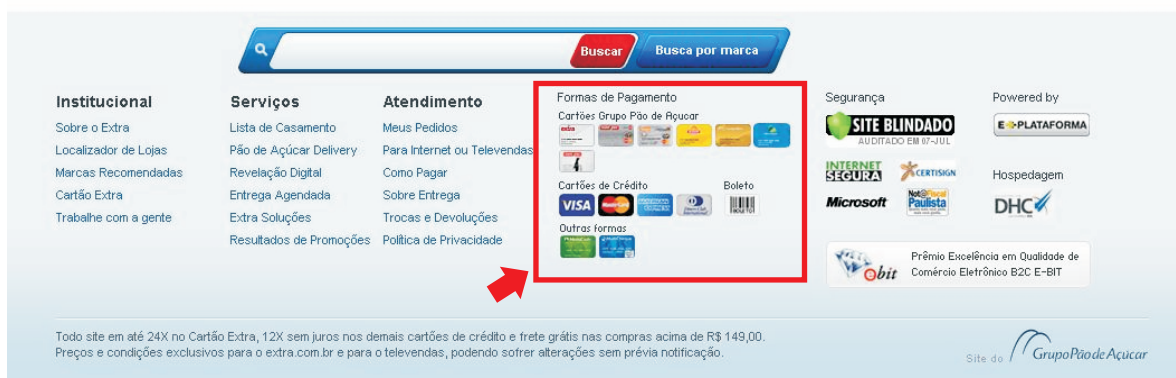 Buscar
Busca por marca
Institucional
Sobre o Extra
Localizador de Lojas
Marcas Recomendadas
Cartão Extra
Trabalhe com a gente
Serviços
Lista de Casamento
Pão de Açúcar Delivery
Revelação Digital
Entrega Agendada
Extra Soluções
Resultados de Promoções
Atendimento
Meus Pedidos
Para Internet ou Televendas
Como Pagar
Sobre Entrega
Trocas e Devoluções
Política de Privacidade
Formas de Pagamento
Cartões Grupo Pão de Açucar
Cartões de Crédito
Boleto
VISA
MasterCard
Outras formas
Segurança
SITE BLINDADO
AUDITADO EM 07-JUL
INTERNET
SEGURA
CERTISIGN
Microsoft
Paulista
Powered by
E-PLATAFORMA
Hospedagem
DHC
ebit
Prêmio Excelência em Qualidade de
Comércio Eletrônico B2C E-BIT
Todo site em até 24X no Cartão Extra, 12X sem juros nos demais cartões de crédito e frete grátis nas compras acima de R$ 149,00.
Preços e condições exclusivos para o extra.com.br e para o televendas, podendo sofrer alterações sem prévia notificação.
Site do GrupoPãodeAçúcar